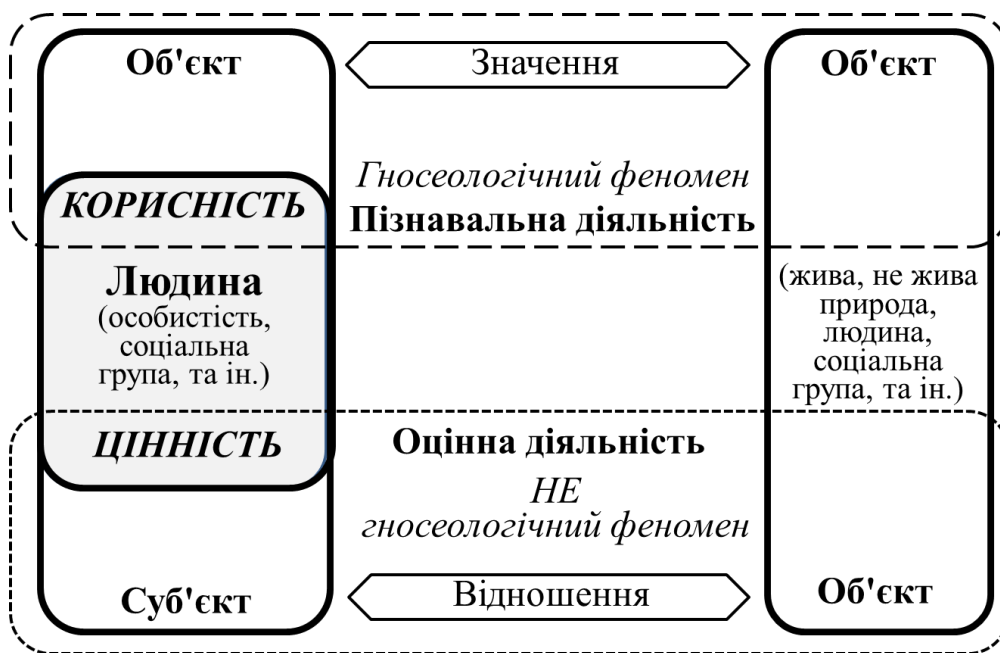 Об'єкт
Значення
Об'єкт
Гносеологічний феномен
КОРИСНІСТЬ
Пізнавальна діяльність
Людина
(особистість,
соціальна
група, та ін.)
(жива, не жива
природа,
людина,
соціальна
група, та ін.)
ЦІННІСТЬ
Оцінна діяльність
НЕ
гносеологічний феномен
Суб'єкт
Відношення
Об'єкт